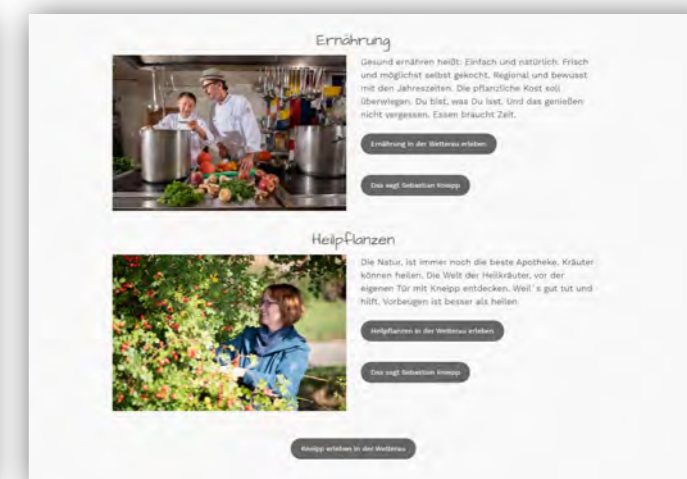 Ernährung
Gesund ernähren heißt: Einfach und natürlich. Frisch
und möglichst selbst gekocht. Regional und bewusst
mit den Jahreszeiten. Die pflanzliche Kost soll
überwiegen. Du bist, was Du isst. Und das genießen
nicht vergessen. Essen braucht Zeit.
Ernährung in der Wetterau erleben
Das sagt Sebastian Kneipp
Heilpflanzen
Die Natur, ist immer noch die beste Apotheke. Kräuter
können heilen. Die Welt der Heilkräuter, vor der
eigenen Tür mit Kneipp entdecken. Weil´s gut tut und
hilft. Vorbeugen ist besser als heilen.
Heilpflanzen in der Wetterau erleben
Das sagt Sebastian Kneipp
Kneipp erleben in der Wetterau